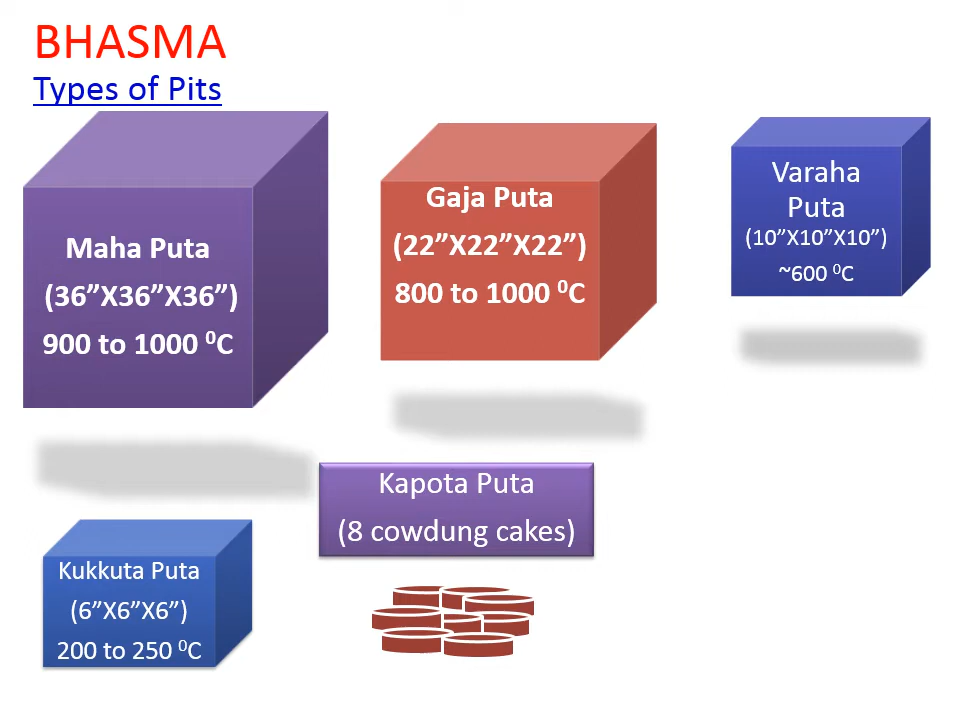 BHASMA
Types of Pits
Maha Puta
(36”X36”X36”)
900 to 1000 ⁰C
Gaja Puta
(22”X22”X22”)
800 to 1000 ⁰C
Varaha
Puta
(10”X10”X10”)
~600 ⁰C
Kapota Puta
(8 cowdung cakes)
Kukkuta Puta
(6”X6”X6”)
200 to 250 ⁰C